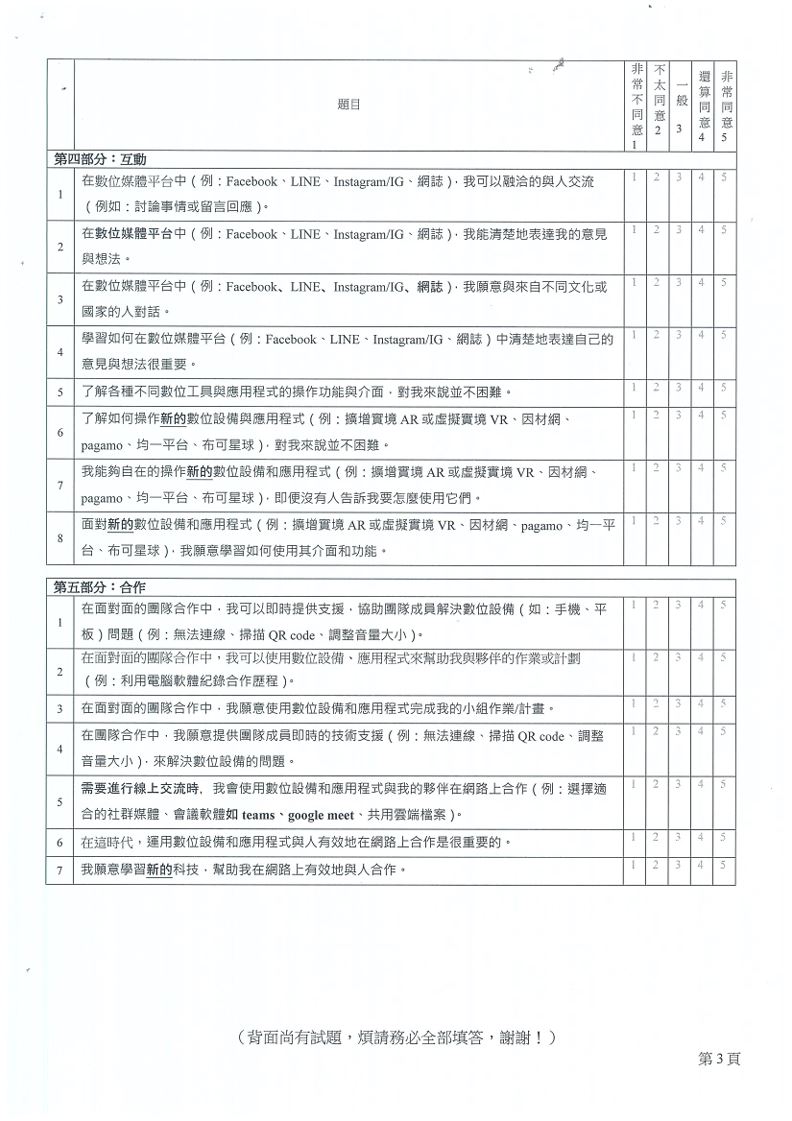 題目
非常不同意1
不太同意2
一般3
還算同意4
非常同意5
第四部分：互動
1 在數位媒體平台中（例：Facebook、LINE、Instagram/IG、網誌），我可以融洽的與人交流 1 2 3 4 5
（例如：討論事情或留言回應）。
2 在數位媒體平台中（例：Facebook、LINE、Instagram/IG、網誌），我能清楚地表達我的意見 1 2 3 4 5
與想法。
3 在數位媒體平台中（例：Facebook、LINE、Instagram/IG、網誌），我願意與來自不同文化或 1 2 3 4 5
國家的人對話。
4 學習如何在數位媒體平台（例：Facebook、LINE、Instagram/IG、網誌）中清楚地表達自己的 1 2 3 4 5
意見與想法很重要。
5 了解各種不同數位工具與應用程式的操作功能與介面，對我來說並不困難。 1 2 3 4 5
6 了解如何操作新的數位設備與應用程式（例：擴增實境 AR 或虛擬實境 VR、因材網、 1 2 3 4 5
pagamo、均一平台、布可星球），對我來說並不困難。
7 我能夠自在的操作新的數位設備和應用程式（例：擴增實境 AR 或虛擬實境 VR、因材網、 1 2 3 4 5
pagamo、均一平台、布可星球），即便沒有人告訴我要怎麼使用它們。
8 面對新的數位設備和應用程式（例：擴增實境 AR 或虛擬實境 VR、因材網、pagamo、均一平 1 2 3 4 5
台、布可星球），我願意學習如何使用其介面和功能。
第五部分：合作
1 在面對面的團隊合作中，我可以即時提供支援，協助團隊成員解決數位設備（如：手機、平 1 2 3 4 5
板）問題（例：無法連線、掃描 QR code、調整音量大小）。
2 在面對面的團隊合作中，我可以使用數位設備、應用程式來幫助我與夥伴的作業或計劃 1 2 3 4 5
（例：利用電腦軟體紀錄合作歷程）。
3 在面對面的團隊合作中，我願意使用數位設備和應用程式完成我的小組作業/計畫。 1 2 3 4 5
4 在團隊合作中，我願意提供團隊成員即時的技術支援（例：無法連線、掃描 QR code、調整 1 2 3 4 5
音量大小），來解決數位設備的問題。
5 需要進行線上交流時，我會使用數位設備和應用程式與我的夥伴在網路上合作（例：選擇適 1 2 3 4 5
合的社群媒體、會議軟體如 teams、google meet、共用雲端檔案）。
6 在這時代，運用數位設備和應用程式與人有效地在網路上合作是很重要的。 1 2 3 4 5
7 我願意學習新的科技，幫助我在網路上有效地與人合作。 1 2 3 4 5
（背面尚有試題，煩請務必全部填答，謝謝！）
第 3 頁